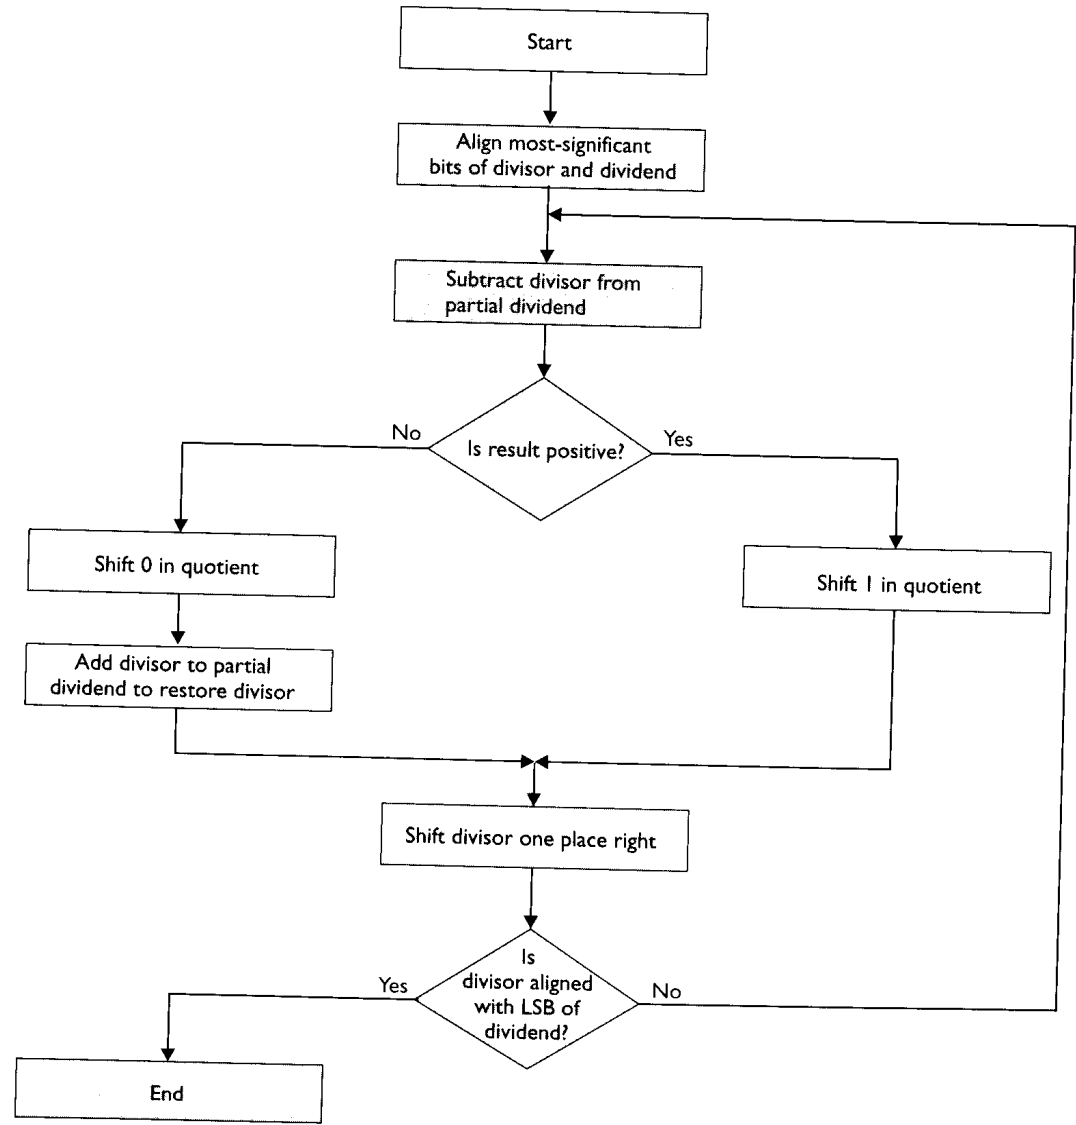 Start
Align most-significant
bits of divisor and dividend
Subtract divisor from
partial dividend
Is result positive?
No
Yes
Shift 0 in quotient
Shift 1 in quotient
Add divisor to partial
dividend to restore divisor
Shift divisor one place right
Is
divisor aligned
with LSB of
dividend?
Yes
No
End